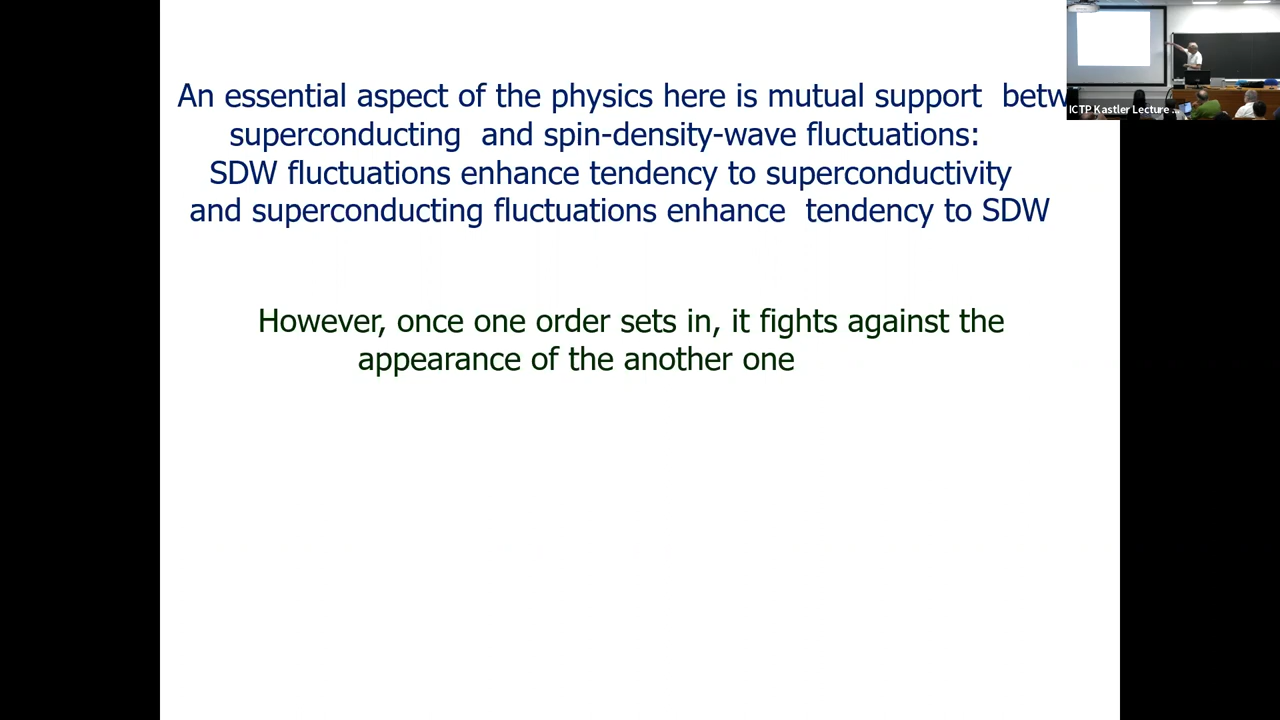 An essential aspect of the physics here is mutual support betw
superconducting and spin-density-wave fluctuations:
SDW fluctuations enhance tendency to superconductivity
and superconducting fluctuations enhance tendency to SDW
However, once one order sets in, it fights against the
appearance of the another one
ICTP Kastler Lecture ...